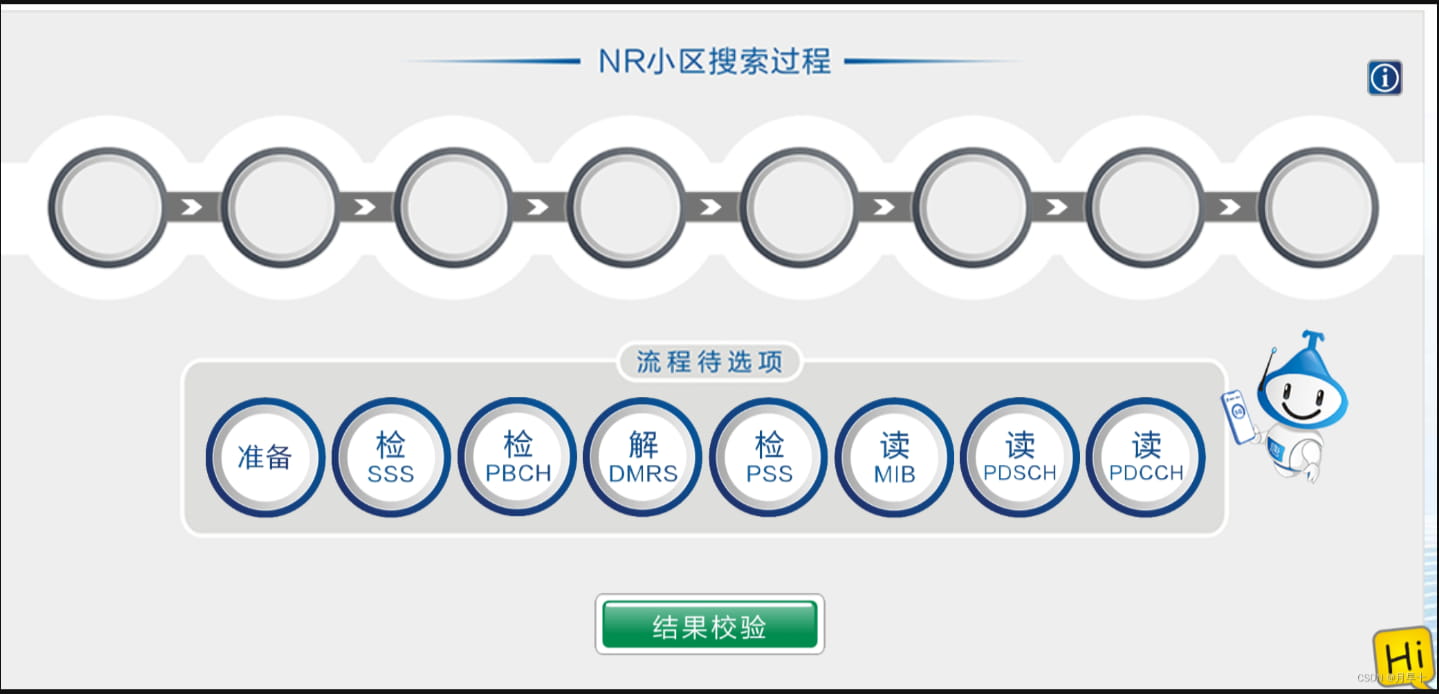 NR小区搜索过程
流程待选项
准备
检
SSS
检
PBCH
解
DMRS
检
PSS
读
MIB
读
PDSCH
读
PDCCH
结果校验
Hi